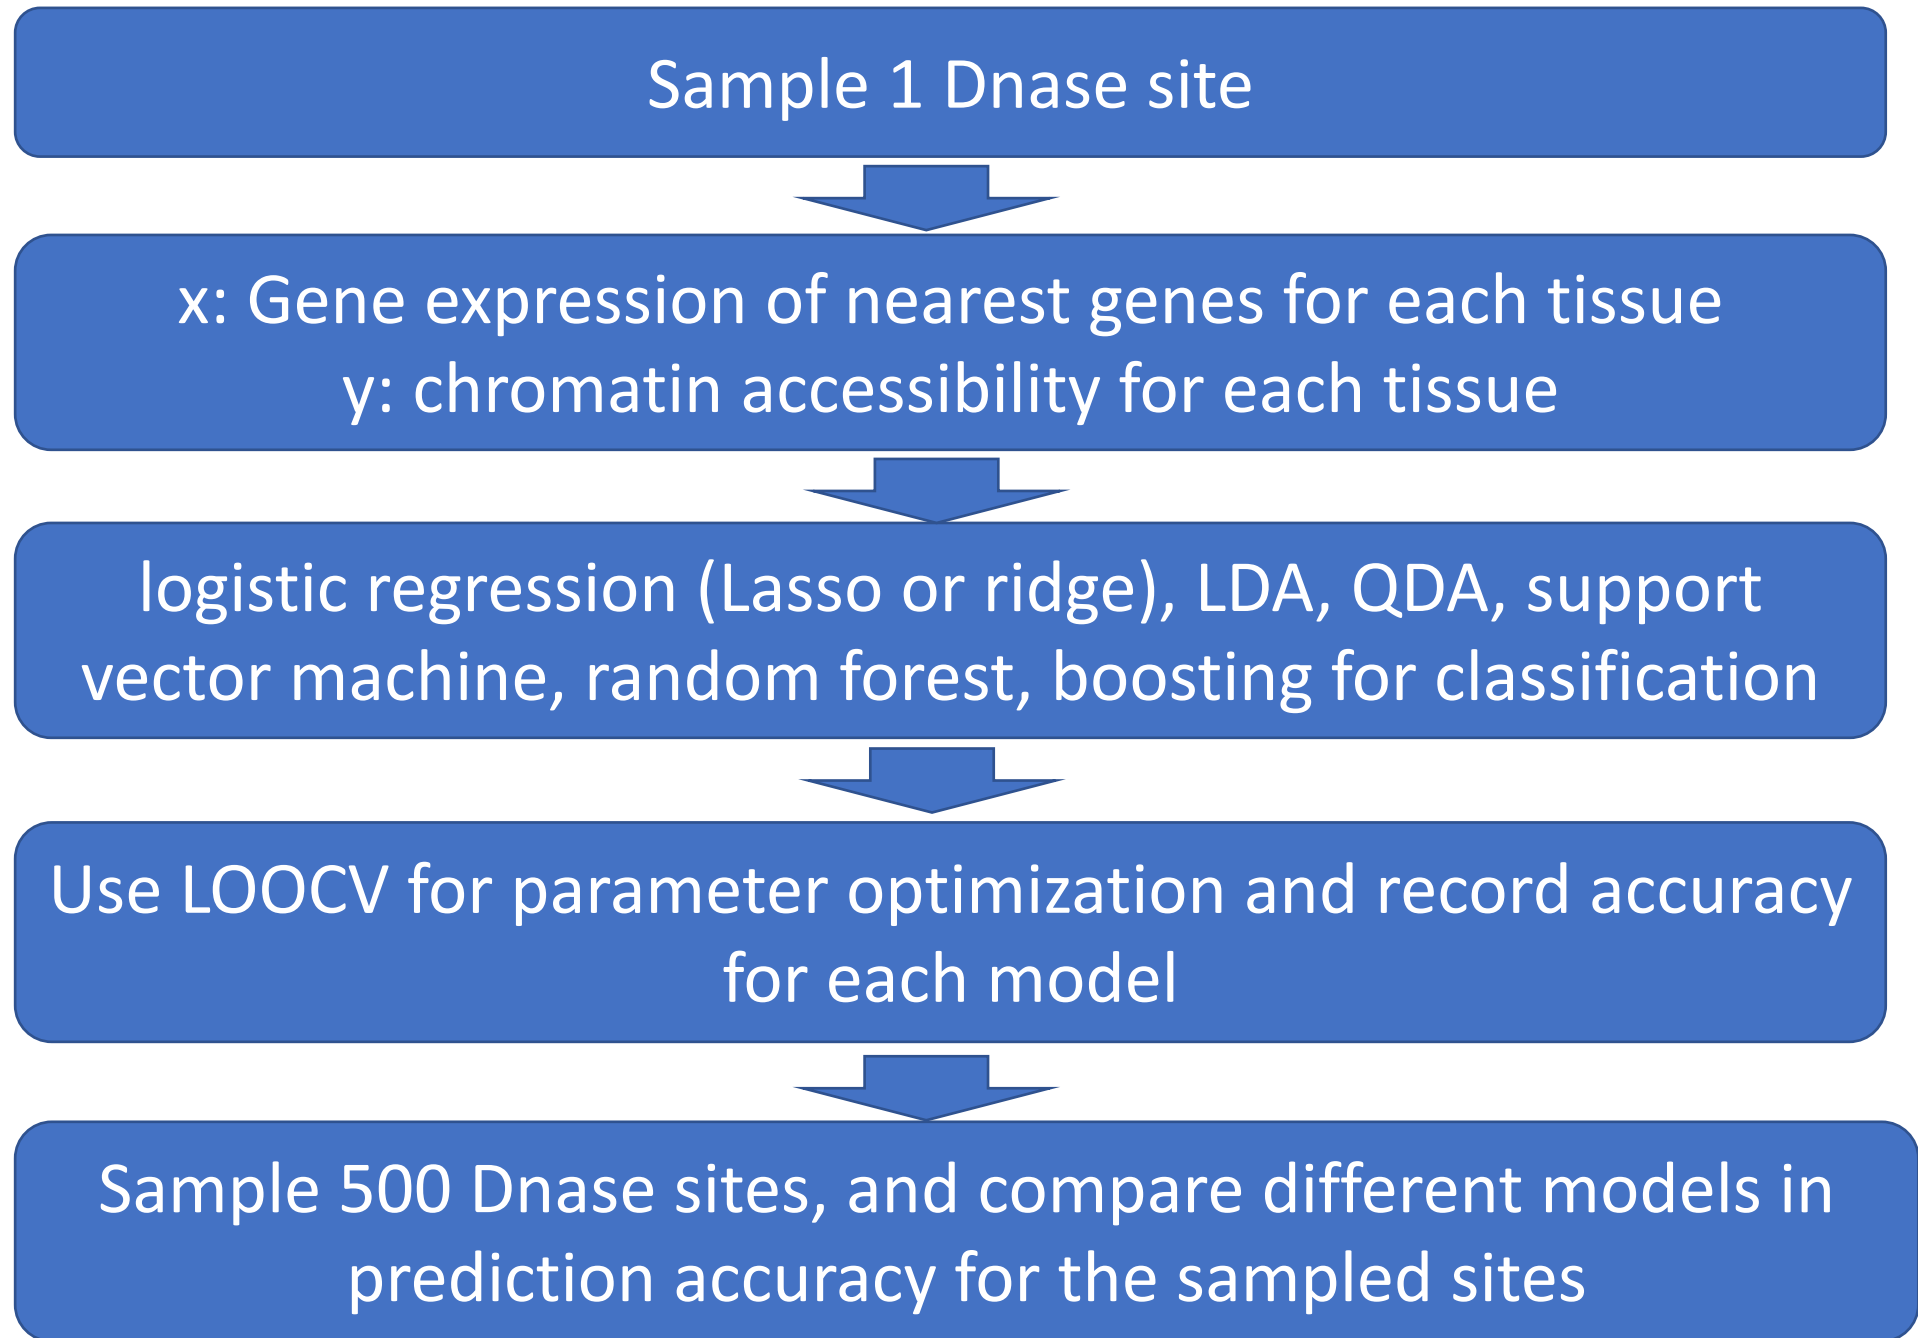 Sample 1 Dnase site
x: Gene expression of nearest genes for each tissue
y: chromatin accessibility for each tissue
logistic regression (Lasso or ridge), LDA, QDA, support
vector machine, random forest, boosting for classification
Use LOOCV for parameter optimization and record accuracy
for each model
Sample 500 Dnase sites, and compare different models in
prediction accuracy for the sampled sites